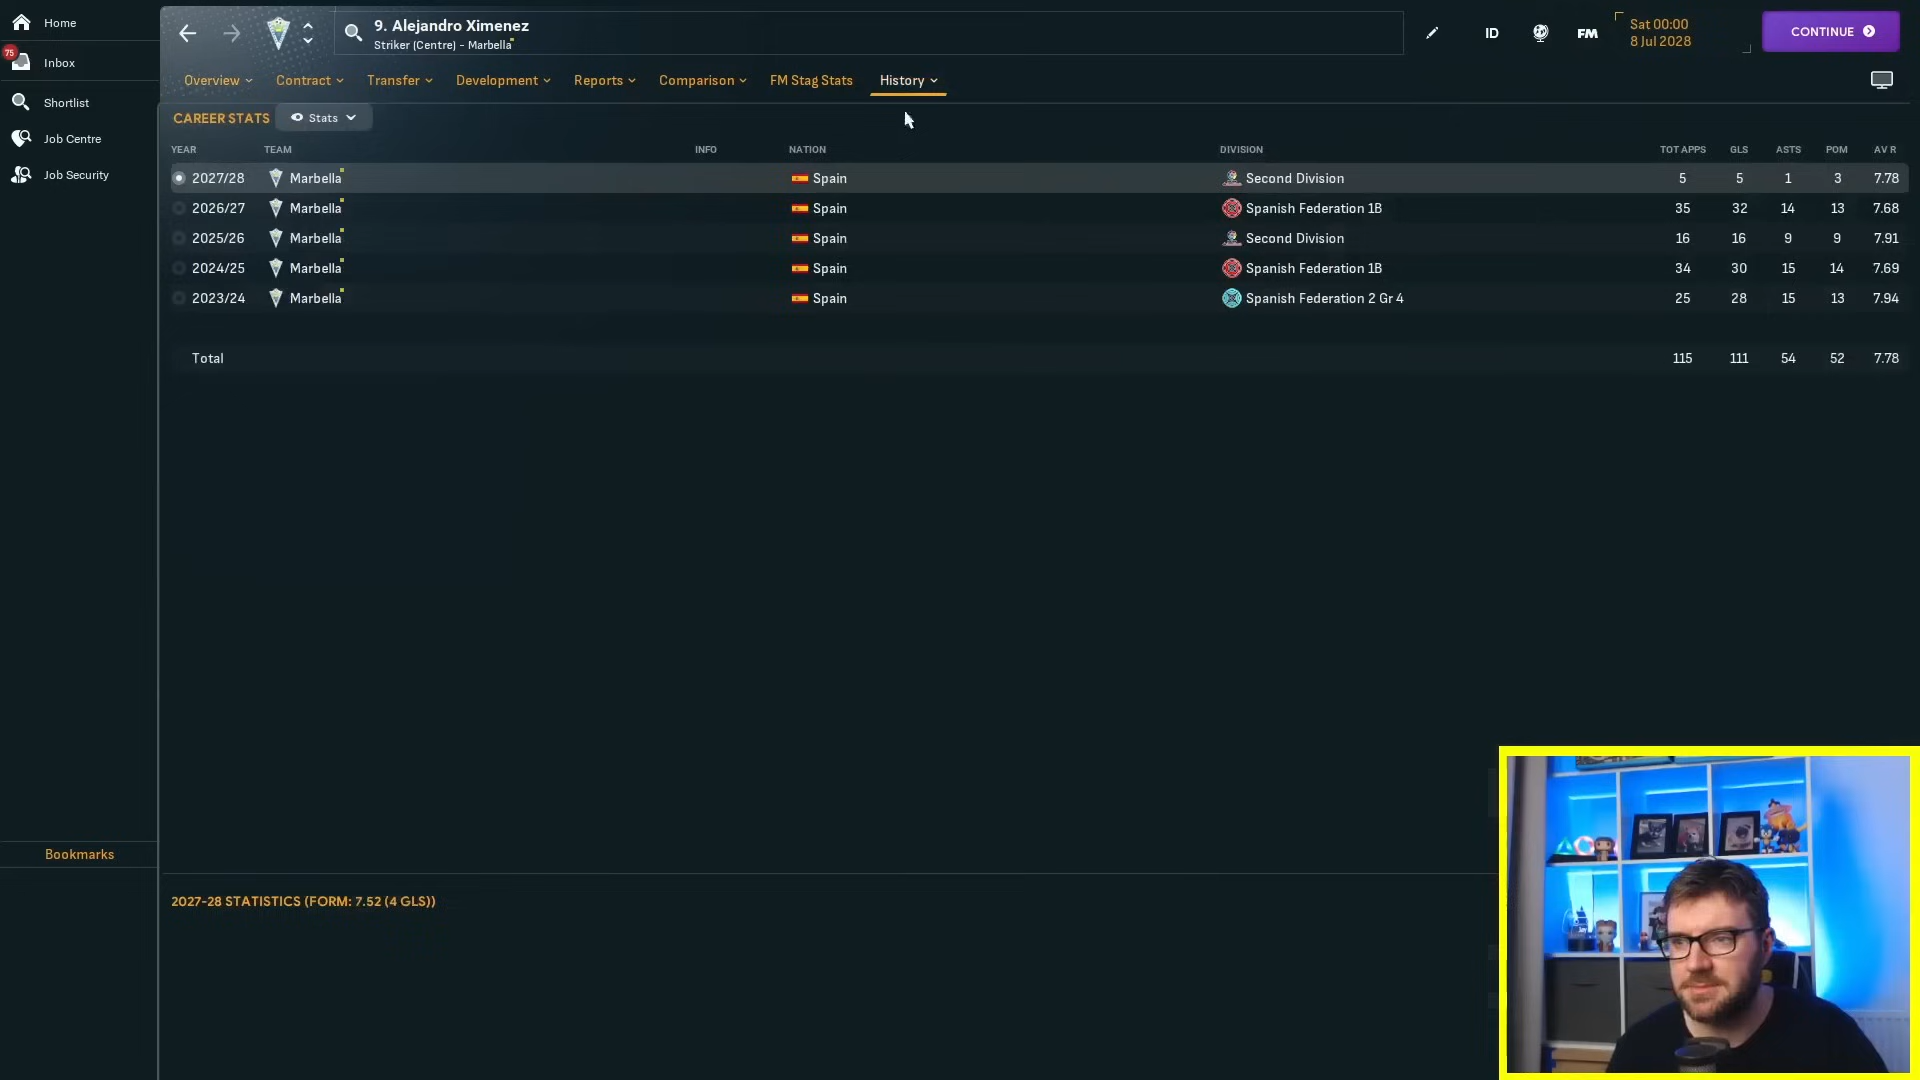 Home
75
Inbox
Shortlist
Job Centre
Job Security
Bookmarks
9. Alejandro Ximenez
Striker (Centre) - Marbella
ID
FM
Sat 00:00
8 Jul 2028
CONTINUE
Overview Contract Transfer Development Reports Comparison FM Stag Stats History
CAREER STATS Stats
YEAR TEAM INFO NATION DIVISION TOT APPS GLS ASTS POM AV R
2027/28 Marbella Spain Second Division 5 5 1 3 7.78
2026/27 Marbella Spain Spanish Federation 1B 35 32 14 13 7.68
2025/26 Marbella Spain Second Division 16 16 9 9 7.91
2024/25 Marbella Spain Spanish Federation 1B 34 30 15 14 7.69
2023/24 Marbella Spain Spanish Federation 2 Gr 4 25 28 15 13 7.94
Total 115 111 54 52 7.78
2027-28 STATISTICS (FORM: 7.52 (4 GLS))